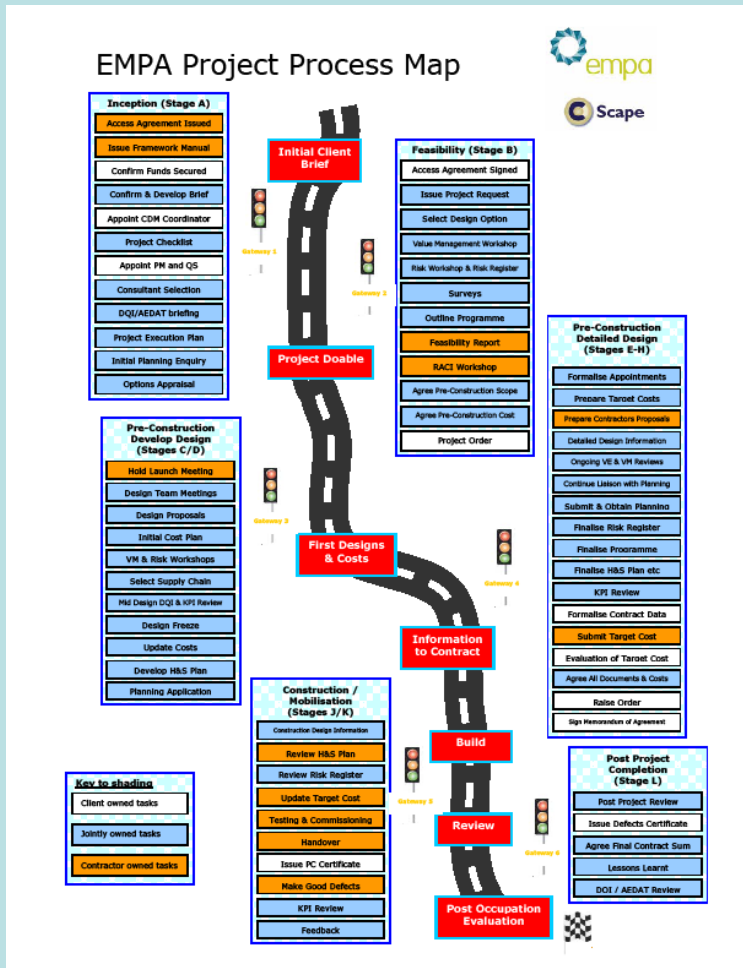 EMPA Project Process Map
empa
Scape
Inception (Stage A)
Access Agreement Issued
Issue Framework Manual
Confirm Funds Secured
Confirm & Develop Brief
Appoint CDM Coordinator
Project Checklist
Appoint PM and QS
Consultant Selection
DQI/AEDAT briefing
Project Execution Plan
Initial Planning Enquiry
Options Appraisal
Initial Client
Brief
Gateway 1
Gateway 2
Project Doable
Feasibility (Stage B)
Access Agreement Signed
Issue Project Request
Select Design Option
Value Management Workshop
Risk Workshop & Risk Register
Surveys
Outline Programme
Feasibility Report
RACI Workshop
Agree Pre-Construction Scope
Agree Pre-Construction Cost
Project Order
Pre-Construction
Develop Design
(Stages C/D)
Hold Launch Meeting
Design Team Meetings
Design Proposals
Initial Cost Plan
VM & Risk Workshops
Select Supply Chain
Mid Design DQI & KPI Review
Design Freeze
Update Costs
Develop H&S Plan
Planning Application
Gateway 3
First Designs
& Costs
Gateway 4
Information
to Contract
Pre-Construction
Detailed Design
(Stages E-H)
Formalise Appointments
Prepare Target Costs
Prepare Contractors Proposals
Detailed Design Information
Ongoing VE & VM Reviews
Continue Liaison with Planning
Submit & Obtain Planning
Finalise Risk Register
Finalise Programme
Finalise H&S Plan etc
KPI Review
Formalise Contract Data
Submit Target Cost
Evaluation of Target Cost
Agree All Documents & Costs
Raise Order
Sign Memorandum of Agreement
Construction /
Mobilisation
(Stages J/K)
Construction Design Information
Review H&S Plan
Review Risk Register
Update Target Cost
Testing & Commissioning
Handover
Issue PC Certificate
Make Good Defects
KPI Review
Feedback
Build
Gateway 5
Review
Gateway 6
Post Occupation
Evaluation
Post Project
Completion
(Stage L)
Post Project Review
Issue Defects Certificate
Agree Final Contract Sum
Lessons Learnt
DOI / AEDAT Review
Key to shading
Client owned tasks
Jointly owned tasks
Contractor owned tasks